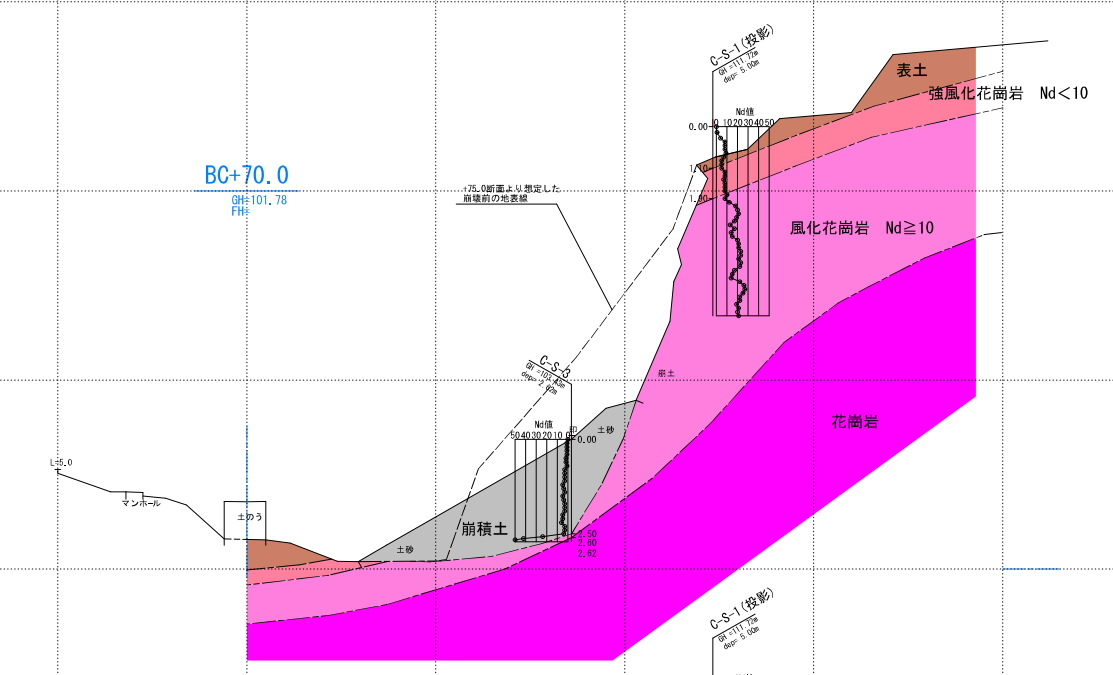 C-S-1(投影)
GH =111.72m
dep= 5.00m
表土
強風化花崗岩 Nd<10
Nd値
0 10 20 30 40 50
0.00
1.10
1.90
BC+70.0
GH=101.78
FH=
+75.0断面より想定した
崩壊前の地表線
風化花崗岩 Nd≧10
C-S-3
dep= 2.62m
崩土
花崗岩
Nd値
50 40 30 20 10 0
0.00
土砂
L=5.0
マンホール
土のう
崩積土
土砂
2.50
2.60
2.62
C-S-1(投影)
GH =111.72m
dep= 5.00m